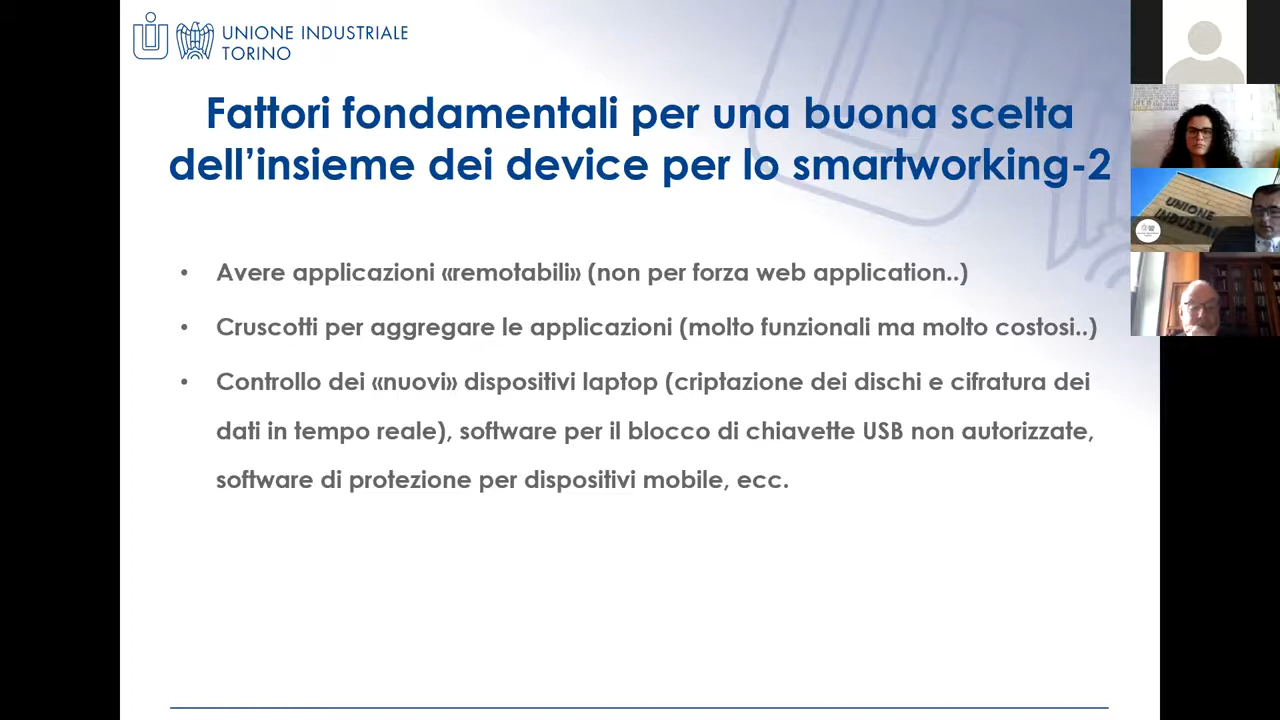 UNIONE INDUSTRIALE
TORINO
Fattori fondamentali per una buona scelta
dell’insieme dei device per lo smartworking-2
• Avere applicazioni «remotabili» (non per forza web application..)
• Cruscotti per aggregare le applicazioni (molto funzionali ma molto costosi..)
• Controllo dei «nuovi» dispositivi laptop (criptazione dei dischi e cifratura dei
dati in tempo reale), software per il blocco di chiavette USB non autorizzate,
software di protezione per dispositivi mobile, ecc.
UNIONE
INDUSTRI